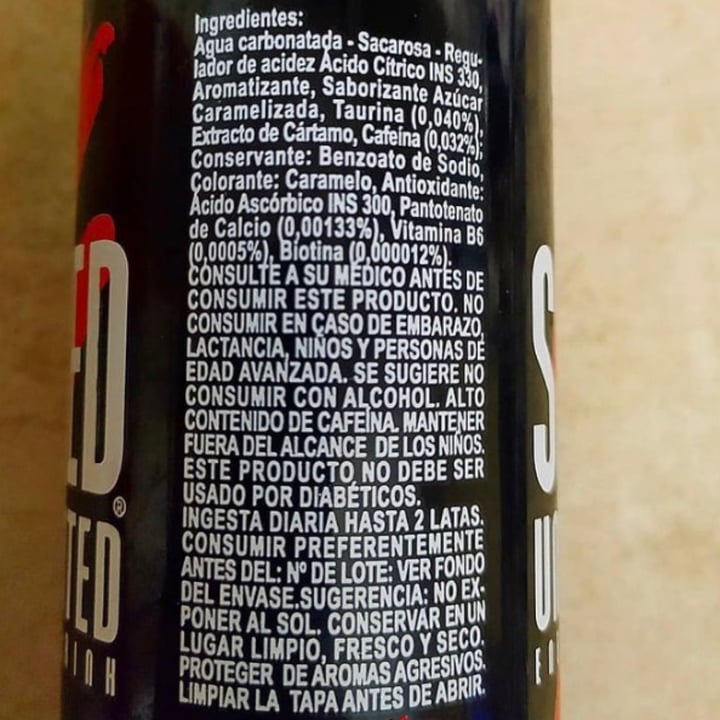 Ingredientes:
Agua carbonatada - Sacarosa - Regu-
lador de acidez Ácido Cítrico INS 330,
Aromatizante, Saborizante Azúcar
Caramelizada, Taurina (0,040%),
Extracto de Cártamo, Cafeína (0,032%);
Conservante: Benzoato de Sodio,
Colorante: Caramelo, Antioxidante:
Ácido Ascórbico INS 300, Pantotenato
de Calcio (0,00133%), Vitamina B6
(0,0005%), Biotina (0,000012%).
CONSULTE A SU MÉDICO ANTES DE
CONSUMIR ESTE PRODUCTO. NO
CONSUMIR EN CASO DE EMBARAZO,
LACTANCIA, NIÑOS Y PERSONAS DE
EDAD AVANZADA. SE SUGIERE NO
CONSUMIR CON ALCOHOL. ALTO
CONTENIDO DE CAFEÍNA. MANTENER
FUERA DEL ALCANCE DE LOS NIÑOS.
ESTE PRODUCTO NO DEBE SER
USADO POR DIABÉTICOS.
INGESTA DIARIA HASTA 2 LATAS.
CONSUMIR PREFERENTEMENTE
ANTES DEL: Nº DE LOTE: VER FONDO
DEL ENVASE.SUGERENCIA: NO EX-
PONER AL SOL. CONSERVAR EN UN
LUGAR LIMPIO, FRESCO Y SECO.
PROTEGER DE AROMAS AGRESIVOS.
LIMPIAR LA TAPA ANTES DE ABRIR.
ED
TED